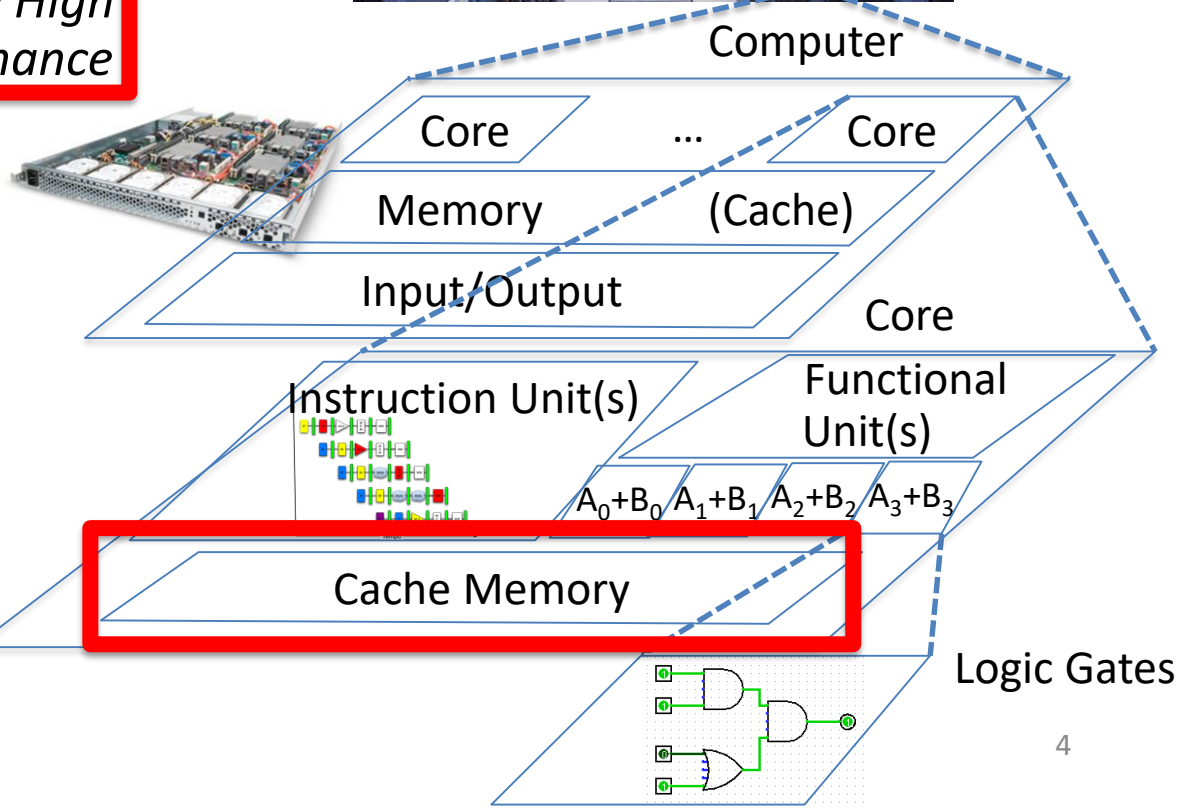 High
Computer
Core
...
Core
Memory
(Cache)
Input/Output
Core
Instruction Unit(s)
Functional
Unit(s)
A₀+B₀
A₁+B₁
A₂+B₂
A₃+B₃
Cache Memory
Logic Gates
4